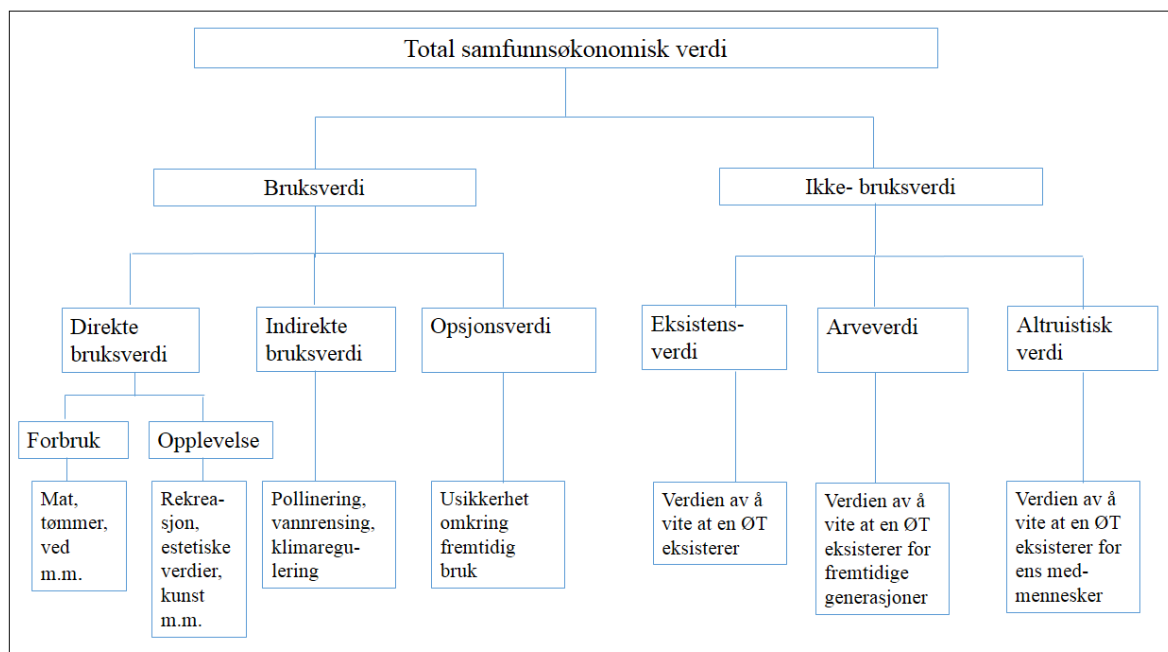 Total samfunnsøkonomisk verdi
Bruksverdi
Ikke- bruksverdi
Direkte
bruksverdi
Indirekte
bruksverdi
Opsjonsverdi
Eksistens-
verdi
Arveverdi
Altruistisk
verdi
Forbruk
Opplevelse
Mat,
tømmer,
ved
m.m.
Rekrea-
sjon,
estetiske
verdier,
kunst
m.m.
Pollinering,
vannrensing,
klimaregu-
lering
Usikkerhet
omkring
fremtidig
bruk
Verdien av å
vite at en ØT
eksisterer
Verdien av å
vite at en ØT
eksisterer for
fremtidige
generasjoner
Verdien av å
vite at en ØT
eksisterer for
ens med-
mennesker